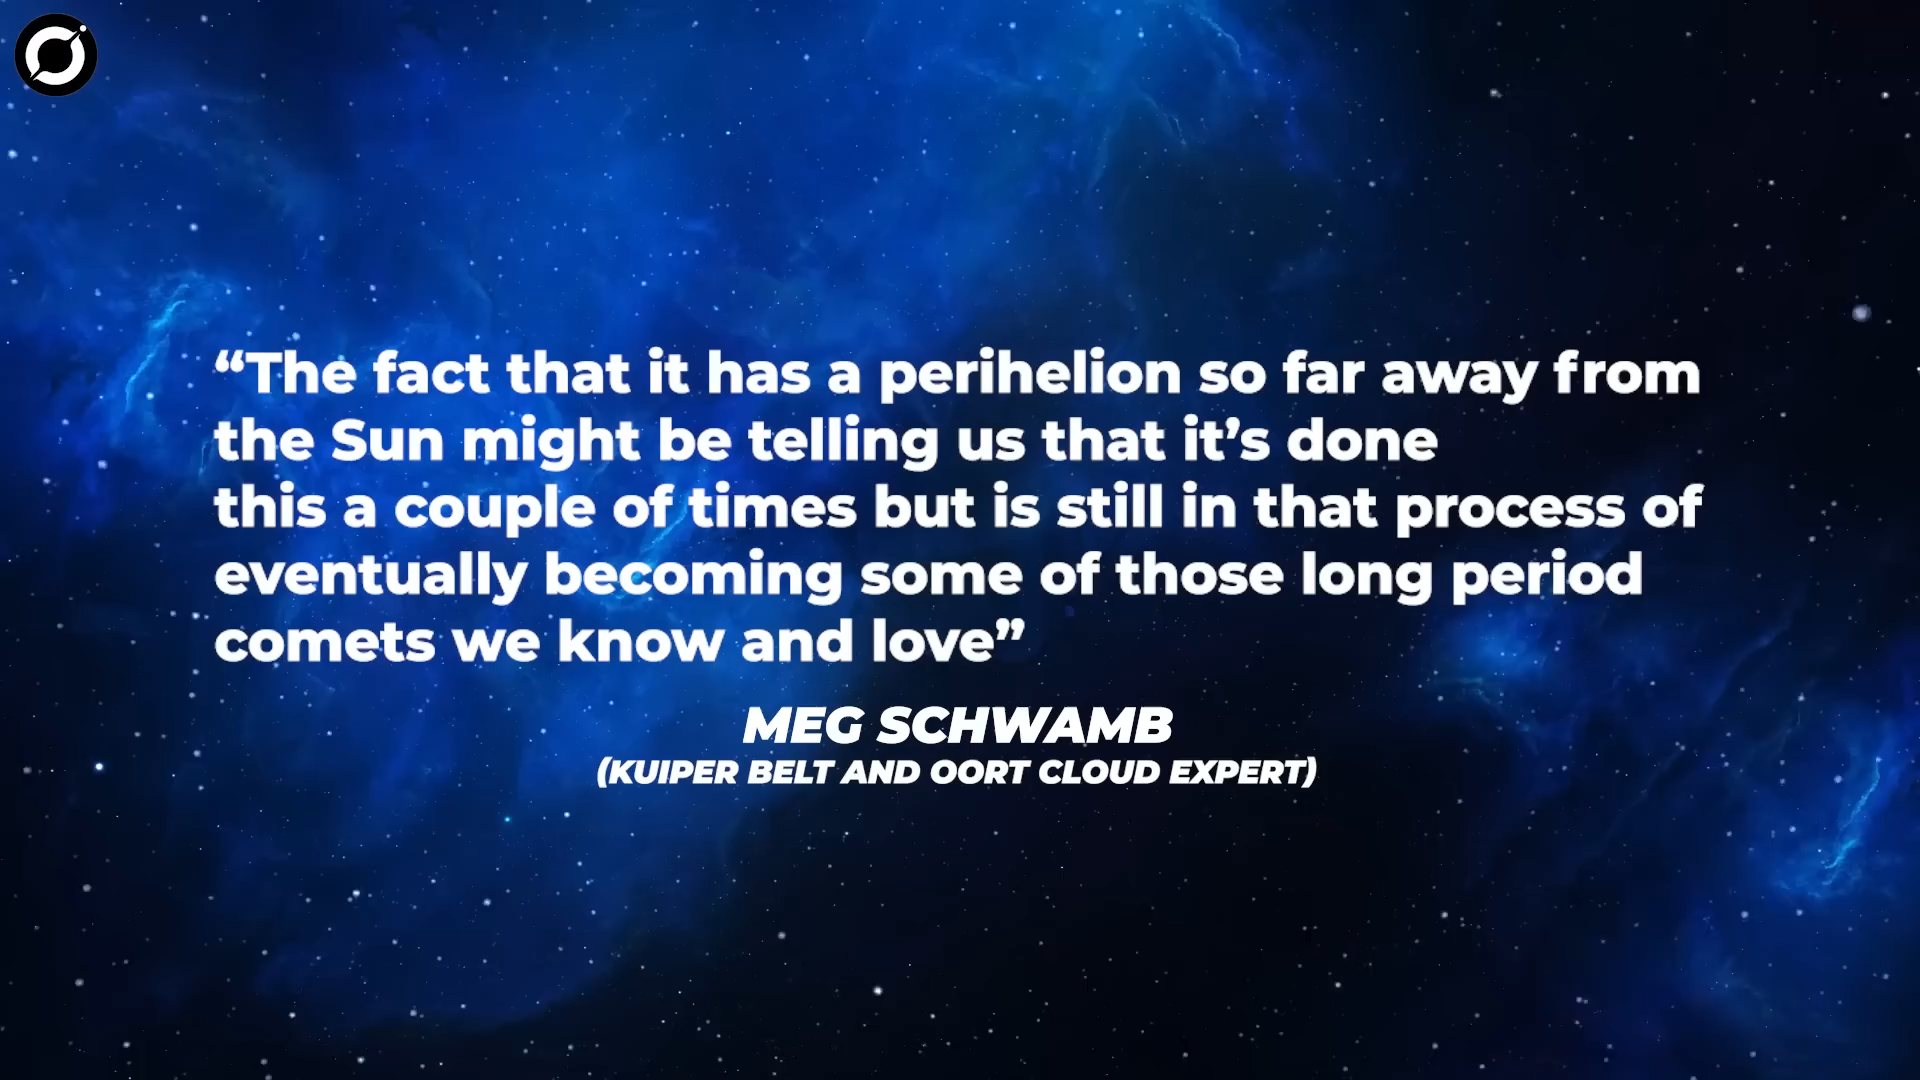 “The fact that it has a perihelion so far away from
the Sun might be telling us that it’s done
this a couple of times but is still in that process of
eventually becoming some of those long period
comets we know and love”
MEG SCHWAMB
(KUIPER BELT AND OORT CLOUD EXPERT)